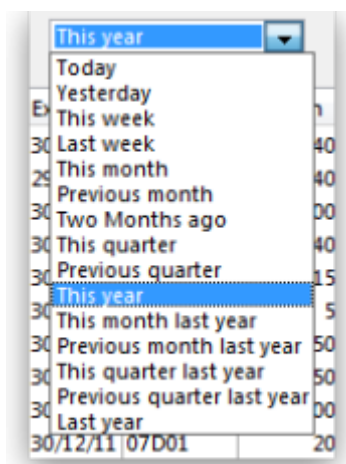 This year
Today
Yesterday
This week
Last week
This month
Previous month
Two Months ago
This quarter
Previous quarter
This year
This month last year
Previous month last year
This quarter last year
Previous quarter last year
Last year
30/12/11 07D01 20